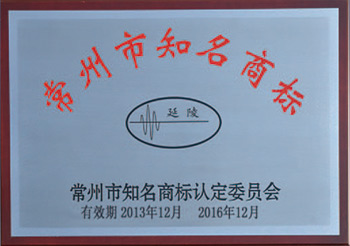 常州市知名商标
廷陵
常州市知名商标认定委员会
有效期2013年12月 2016年12月